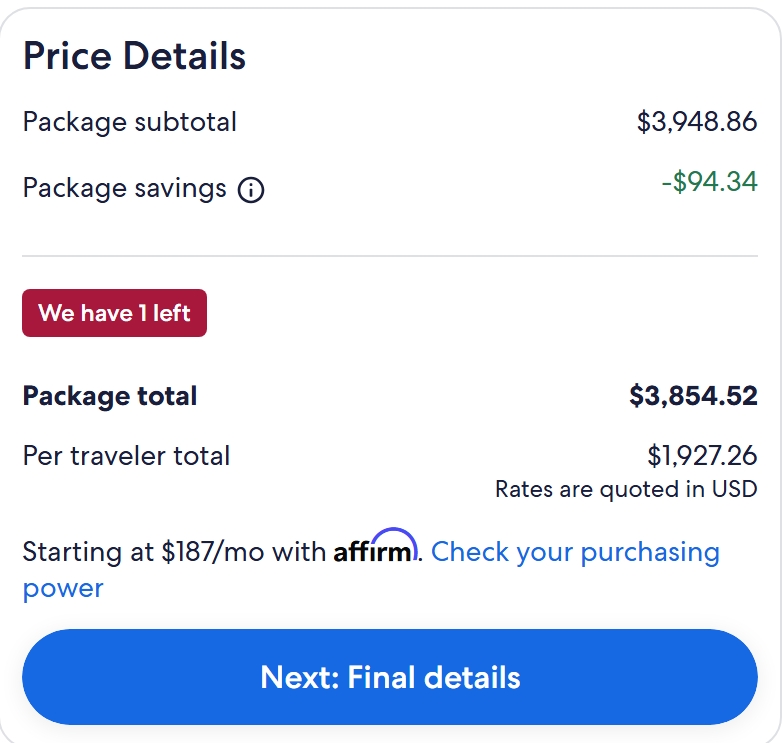 Price Details
Package subtotal $3,948.86
Package savings -$94.34
We have 1 left
Package total $3,854.52
Per traveler total $1,927.26
Rates are quoted in USD
Starting at $187/mo with affirm. Check your purchasing
power
Next: Final details